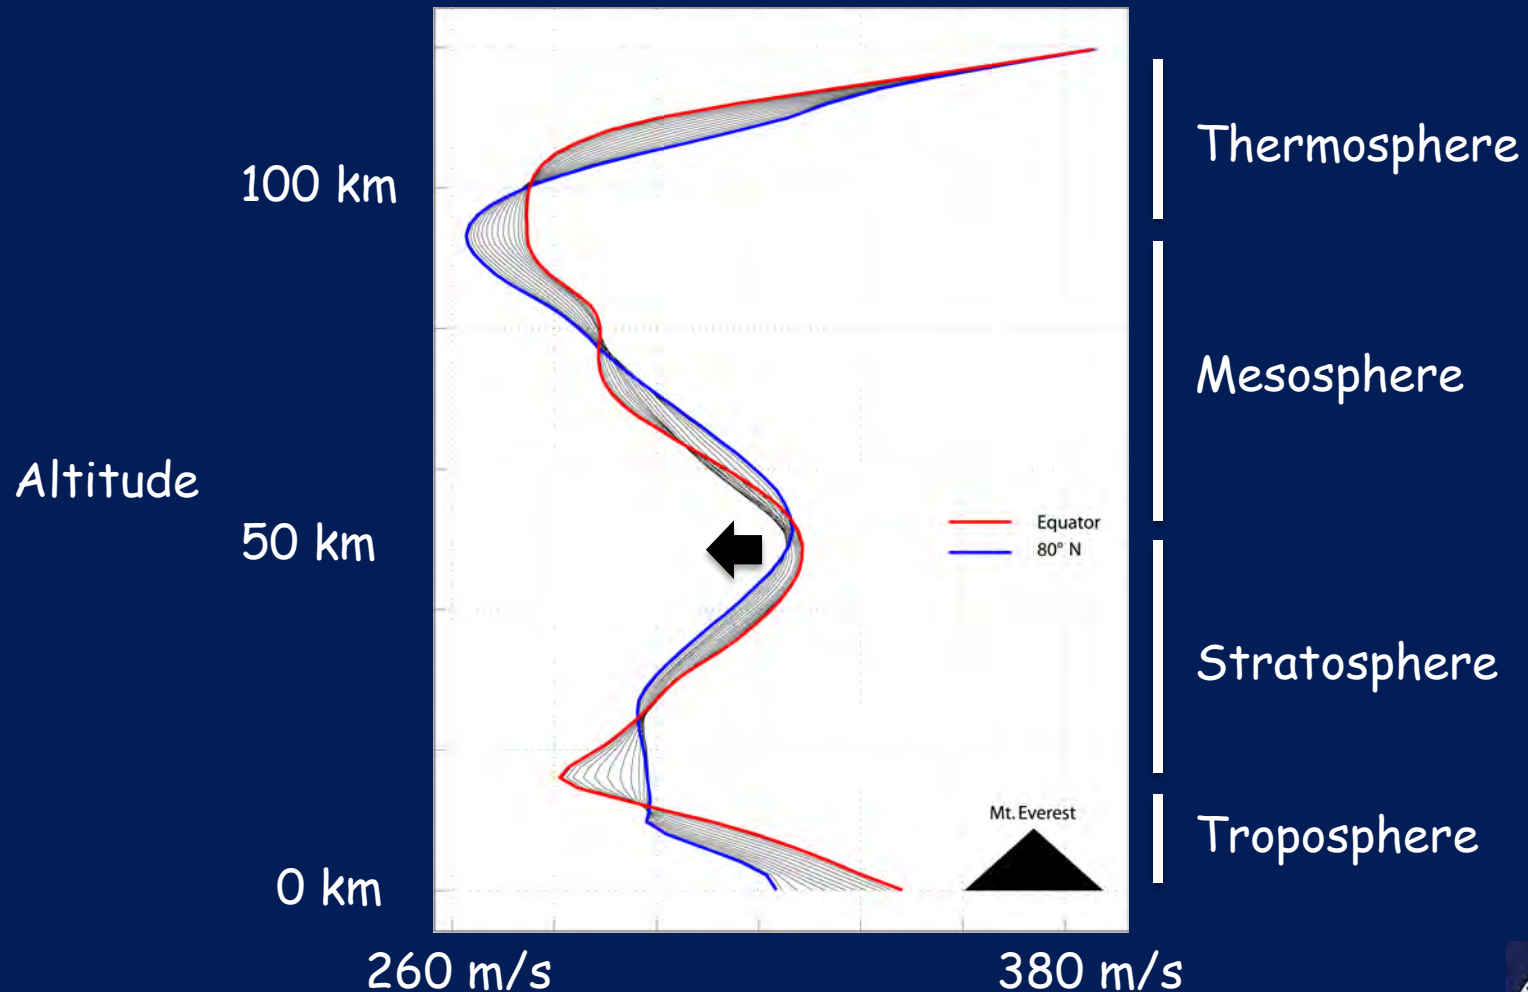 Thermosphere
100 km
Mesosphere
Altitude
50 km
Equator
80° N
Stratosphere
Mt. Everest
Troposphere
0 km
260 m/s
380 m/s